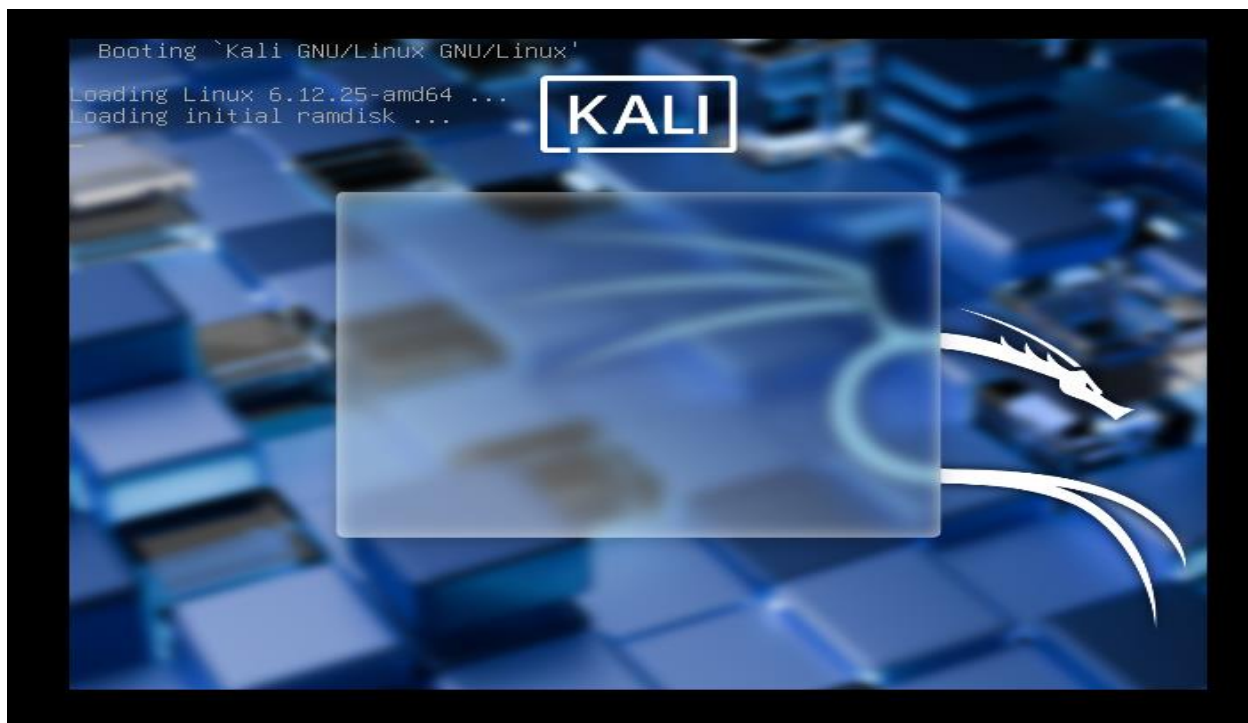 Booting `Kali GNU/Linux GNU/Linux'
Loading Linux 6.12.25-amd64 ...
Loading initial ramdisk ...
KALI